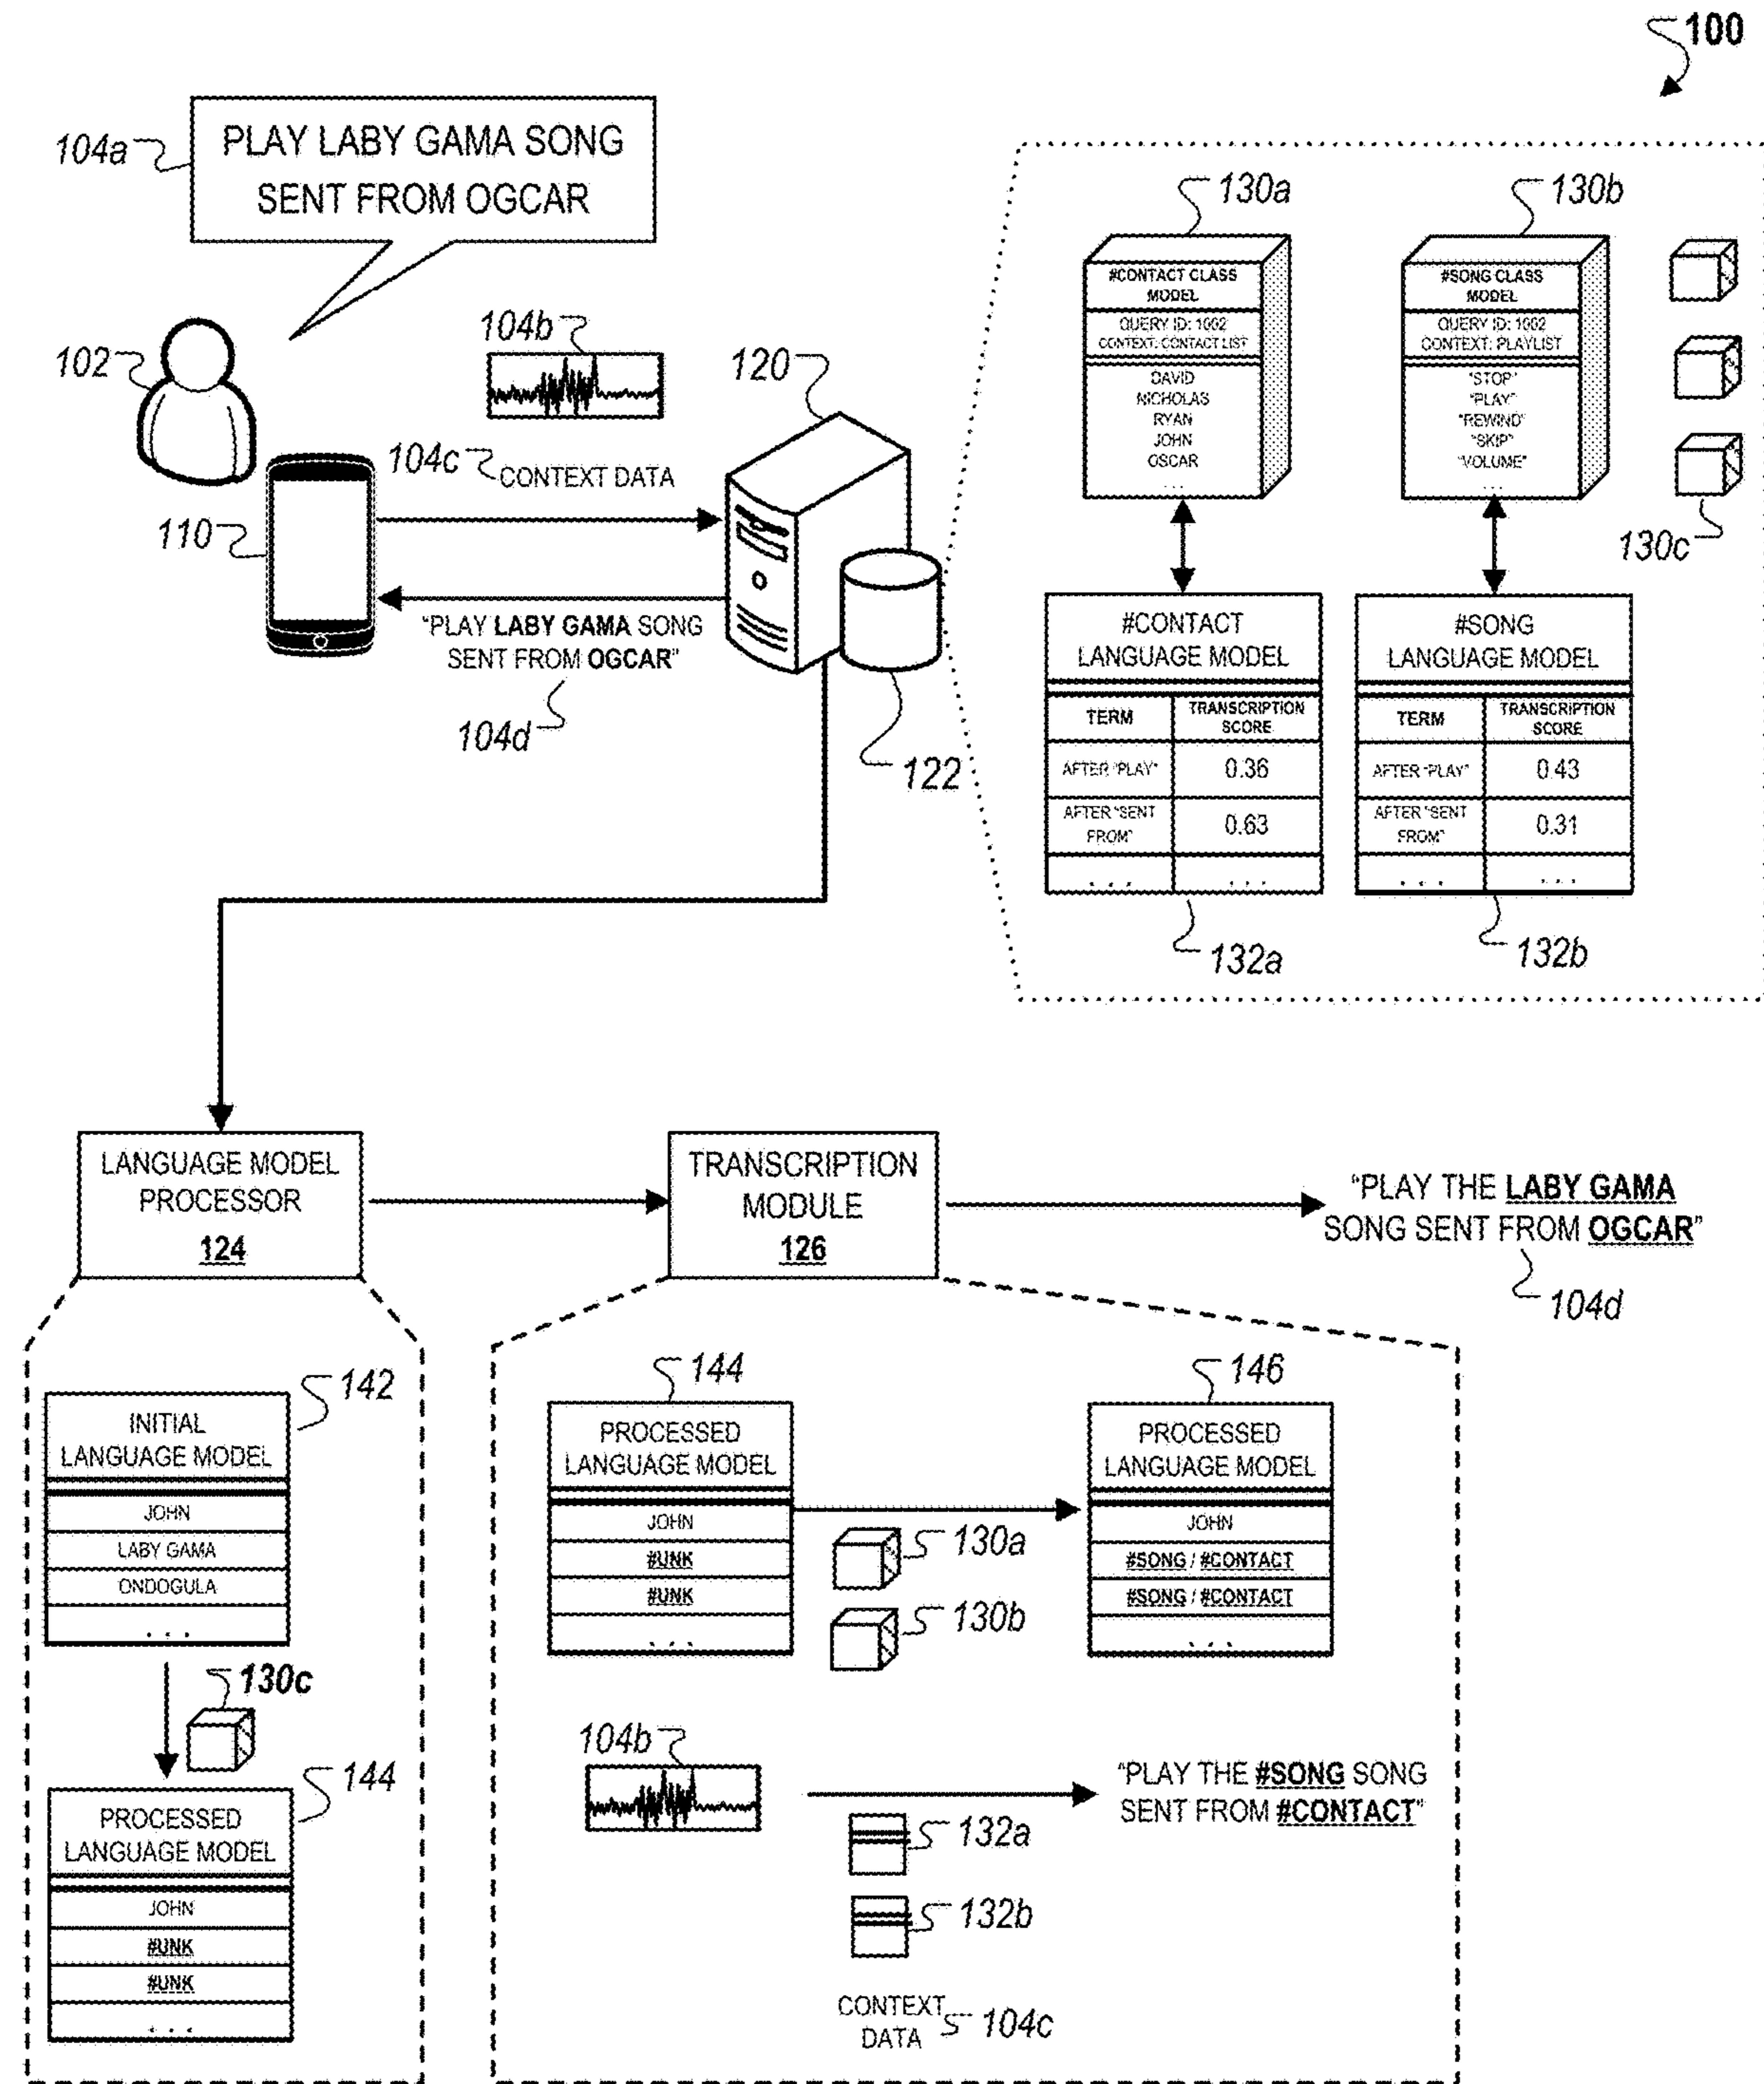 100
104a
PLAY LABY GAMA SONG
SENT FROM OGCAR
102
104b
104c
CONTEXT DATA
110
120
"PLAY LABY GAMA SONG
SENT FROM OGCAR"
104d
122
130a
#CONTACT CLASS
MODEL
QUERY ID: 1002
CONTEXT: CONTACT LIST
DAVID
NICHOLAS
RYAN
JOHN
OSCAR
...
130b
#SONG CLASS
MODEL
QUERY ID: 1002
CONTEXT: PLAYLIST
"STOP"
"PLAY"
"REWIND"
"SKIP"
"VOLUME"
...
130c
#CONTACT
LANGUAGE MODEL
TERM
TRANSCRIPTION
SCORE
AFTER "PLAY"
0.36
AFTER "SENT
FROM"
0.63
...
...
132a
#SONG
LANGUAGE MODEL
TERM
TRANSCRIPTION
SCORE
AFTER "PLAY"
0.43
AFTER "SENT
FROM"
0.31
...
...
132b
LANGUAGE MODEL
PROCESSOR
124
TRANSCRIPTION
MODULE
126
"PLAY THE LABY GAMA
SONG SENT FROM OGCAR"
104d
142
INITIAL
LANGUAGE MODEL
JOHN
LABY GAMA
ONDOGULA
...
130c
144
PROCESSED
LANGUAGE MODEL
JOHN
#UNK
#UNK
...
144
PROCESSED
LANGUAGE MODEL
JOHN
#UNK
#UNK
...
130a
130b
146
PROCESSED
LANGUAGE MODEL
JOHN
#SONG / #CONTACT
#SONG / #CONTACT
...
104b
132a
132b
CONTEXT
DATA
104c
"PLAY THE #SONG SONG
SENT FROM #CONTACT"